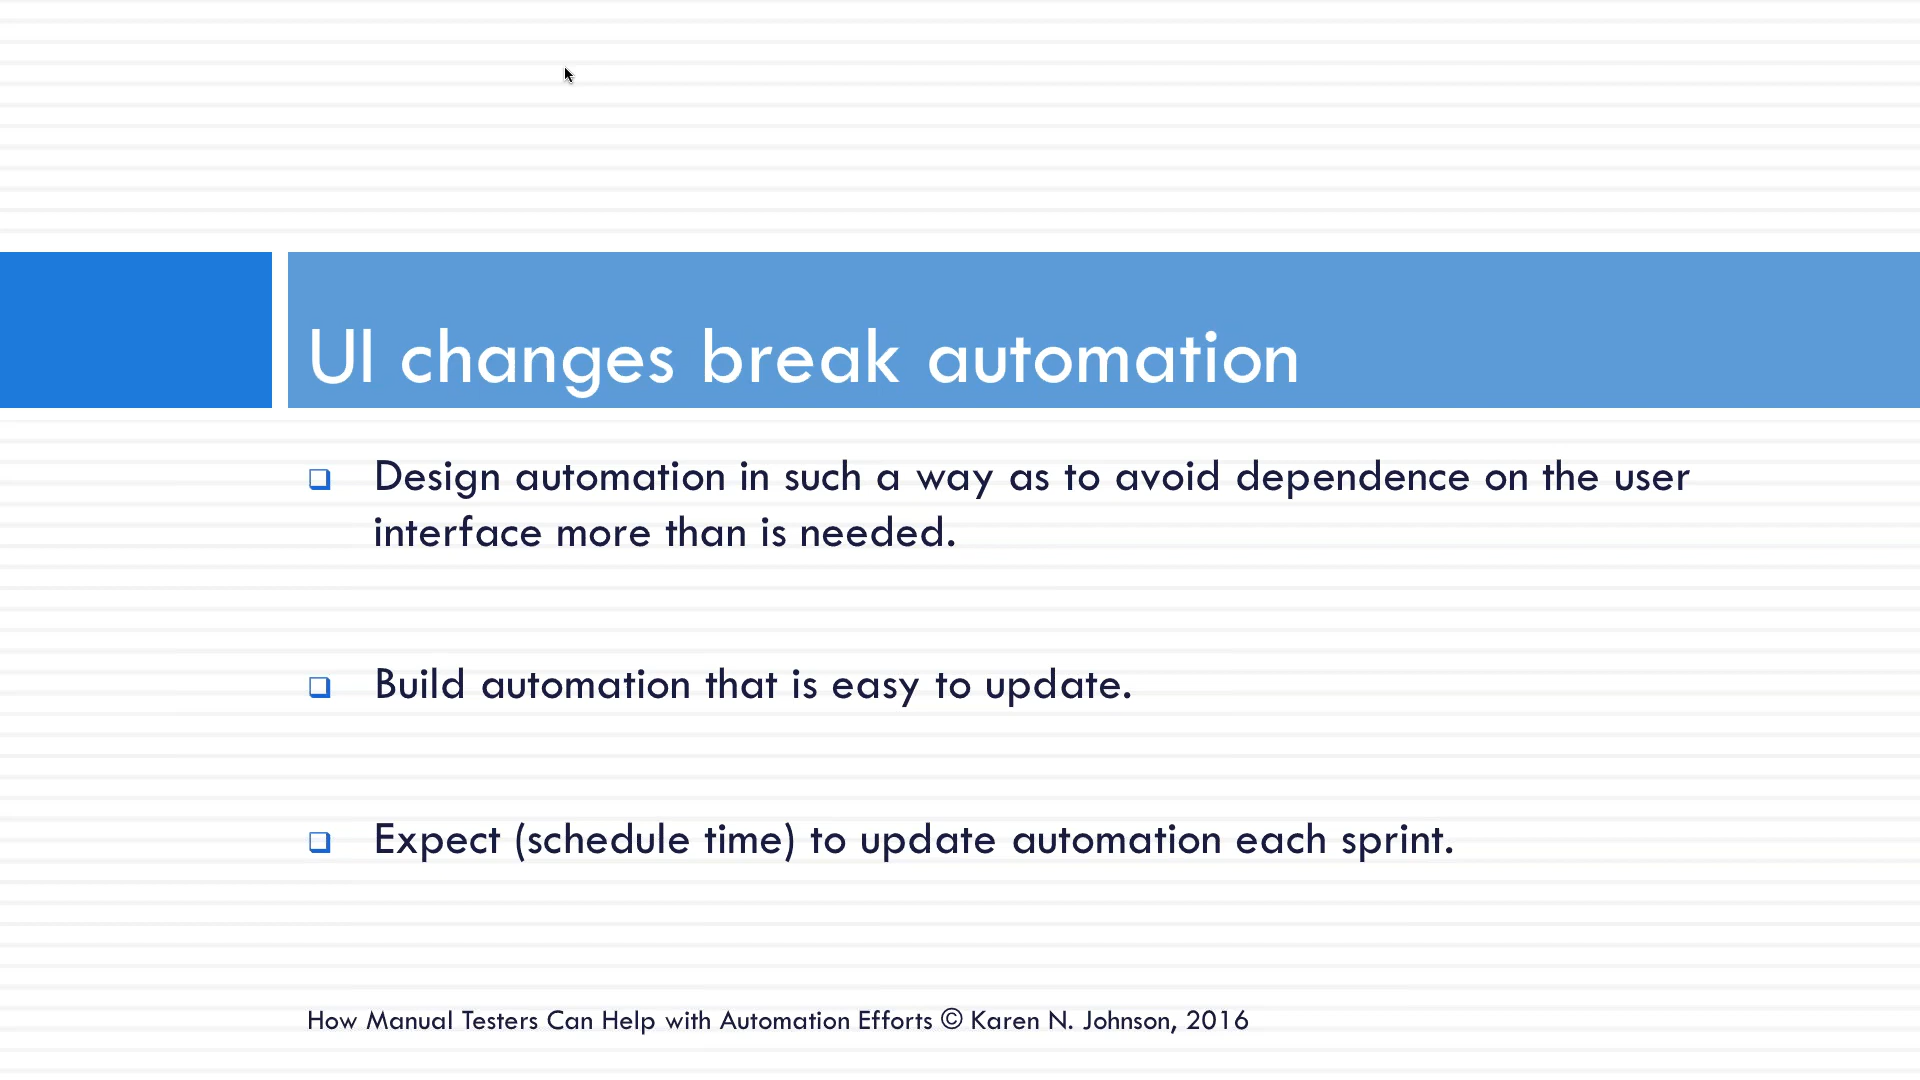 UI changes break automation
Design automation in such a way as to avoid dependence on the user
interface more than is needed.
Build automation that is easy to update.
Expect (schedule time) to update automation each sprint.
How Manual Testers Can Help with Automation Efforts © Karen N. Johnson, 2016